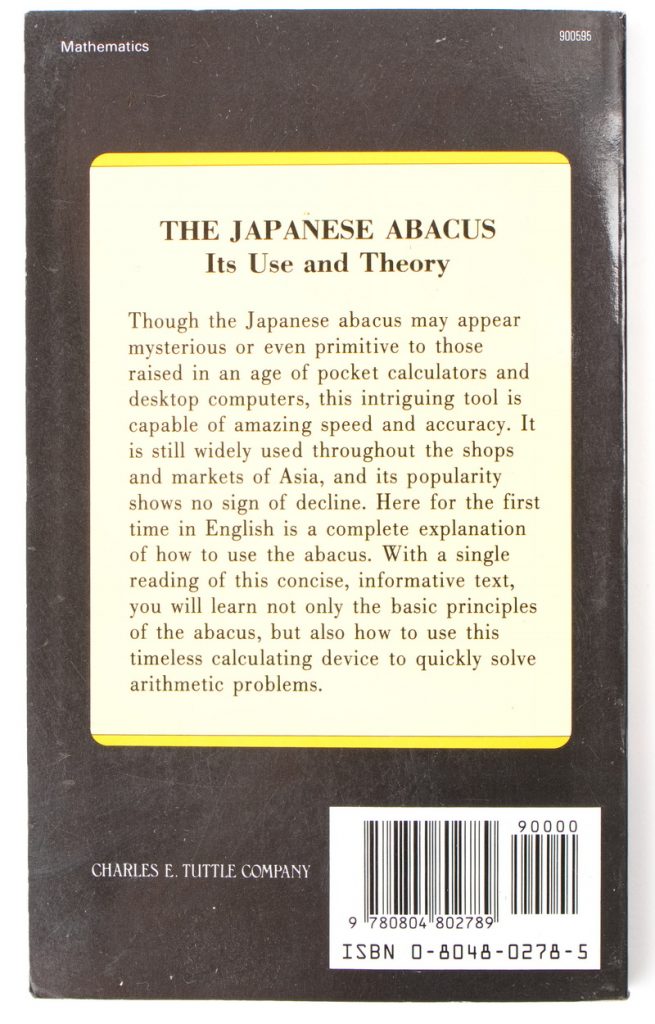 Mathematics
900595
THE JAPANESE ABACUS
Its Use and Theory
Though the Japanese abacus may appear
mysterious or even primitive to those
raised in an age of pocket calculators and
desktop computers, this intriguing tool is
capable of amazing speed and accuracy. It
is still widely used throughout the shops
and markets of Asia, and its popularity
shows no sign of decline. Here for the first
time in English is a complete explanation
of how to use the abacus. With a single
reading of this concise, informative text,
you will learn not only the basic principles
of the abacus, but also how to use this
timeless calculating device to quickly solve
arithmetic problems.
CHARLES E. TUTTLE COMPANY
90000
9 780804 802789
ISBN 0-8048-0278-5